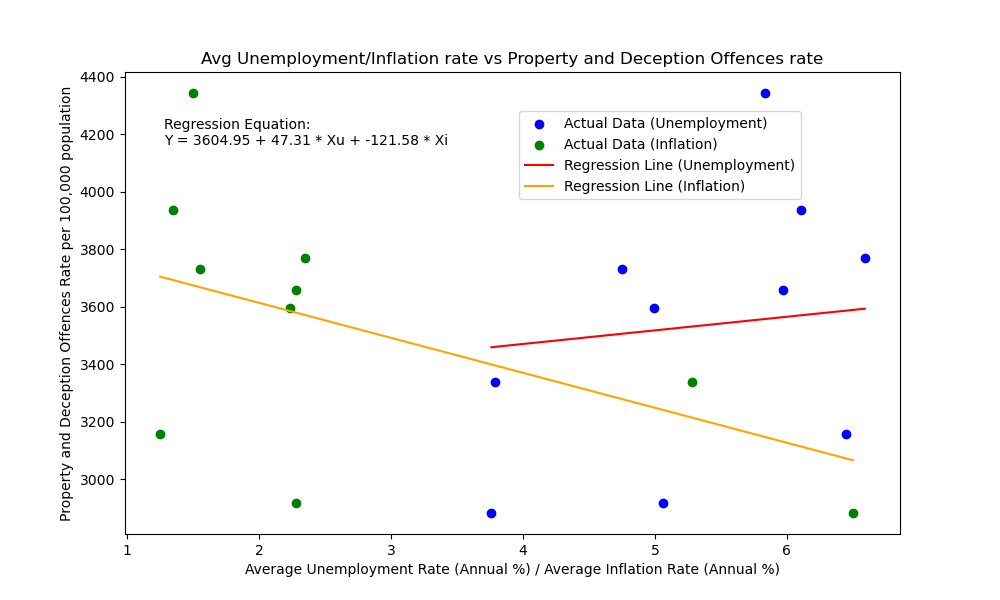 Avg Unemployment/Inflation rate vs Property and Deception Offences rate
Property and Deception Offences Rate per 100,000 population
4400
4200
4000
3800
3600
3400
3200
3000
Regression Equation:
Y = 3604.95 + 47.31 * Xu + -121.58 * Xi
Actual Data (Unemployment)
Actual Data (Inflation)
Regression Line (Unemployment)
Regression Line (Inflation)
1 2 3 4 5 6
Average Unemployment Rate (Annual %) / Average Inflation Rate (Annual %)